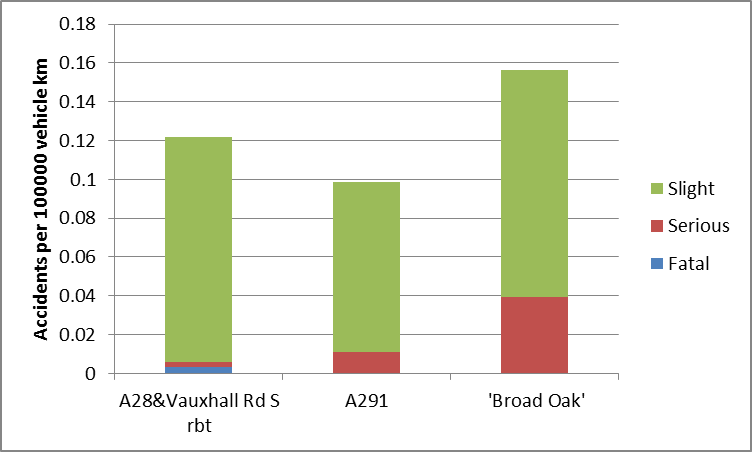 0.18
0.16
0.14
0.12
0.1
0.08
0.06
0.04
0.02
0
Accidents per 100000 vehicle km
A28&Vauxhall Rd S
rbt
A291
'Broad Oak'
Slight
Serious
Fatal